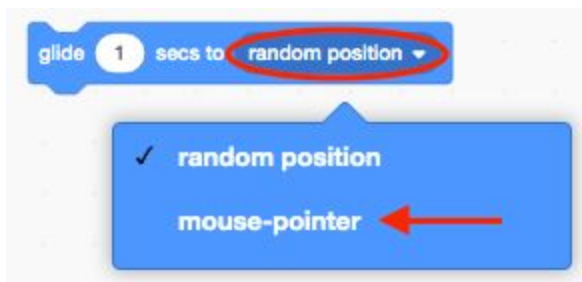 glide 1 secs to random position
random position
mouse-pointer